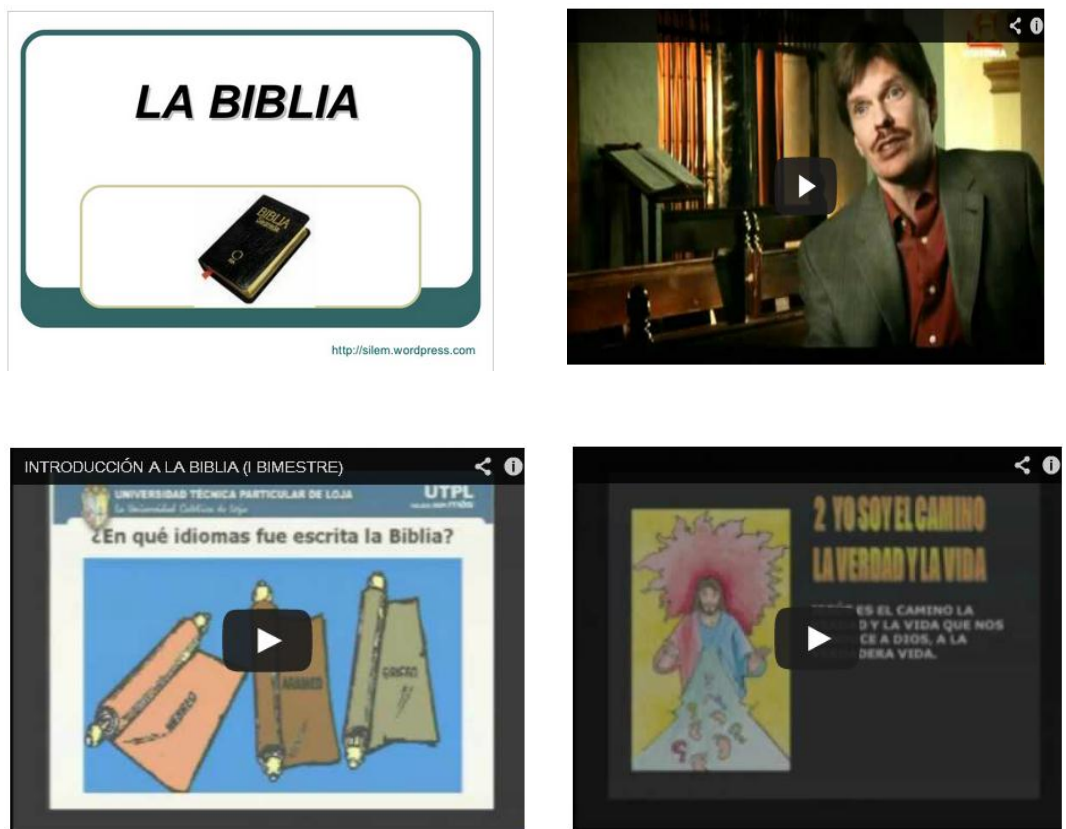 LA BIBLIA
BIBLIA
http://silem.wordpress.com
INTRODUCCIÓN A LA BIBLIA (I BIMESTRE)
UNIVERSIDAD TÉCNICA PARTICULAR DE LOJA
La Universidad Católica de Loja
UTPL
¿En qué idiomas fue escrita la Biblia?
HEBREO
ARAMEO
GRIEGO
2 YO SOY EL CAMINO
LA VERDAD Y LA VIDA
ES EL CAMINO LA
D Y LA VIDA QUE NOS
CE A DIOS, A LA
DERA VIDA.